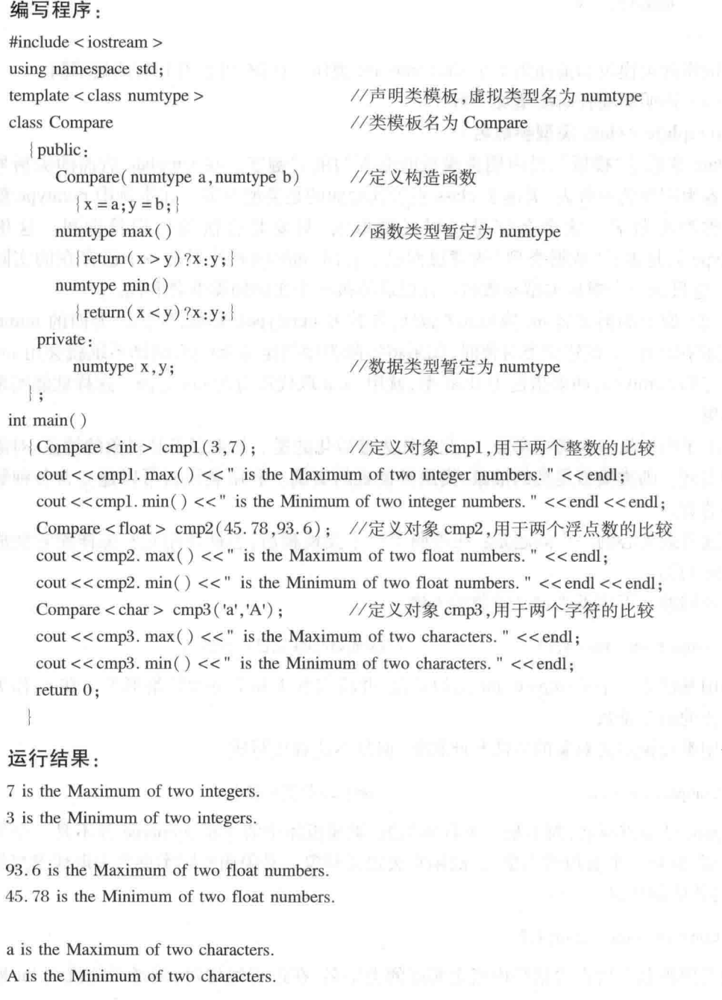 编写程序:
#include <iostream>
using namespace std;
template <class numtype> //声明类模板,虚拟类型名为 numtype
class Compare //类模板名为 Compare
{public:
Compare(numtype a,numtype b) //定义构造函数
{x=a;y=b;}
numtype max() //函数类型暂定为 numtype
{return(x>y)?x:y;}
numtype min()
{return(x<y)?x:y;}
private:
numtype x,y; //数据类型暂定为 numtype
};
int main()
{Compare<int> cmp1(3,7); //定义对象 cmp1,用于两个整数的比较
cout<<cmp1.max()<<" is the Maximum of two integer numbers."<<endl;
cout<<cmp1.min()<<" is the Minimum of two integer numbers."<<endl<<endl;
Compare<float> cmp2(45.78,93.6); //定义对象 cmp2,用于两个浮点数的比较
cout<<cmp2.max()<<" is the Maximum of two float numbers."<<endl;
cout<<cmp2.min()<<" is the Minimum of two float numbers."<<endl<<endl;
Compare<char> cmp3('a','A'); //定义对象 cmp3,用于两个字符的比较
cout<<cmp3.max()<<" is the Maximum of two characters."<<endl;
cout<<cmp3.min()<<" is the Minimum of two characters."<<endl;
return 0;
}
运行结果:
7 is the Maximum of two integers.
3 is the Minimum of two integers.
93.6 is the Maximum of two float numbers.
45.78 is the Minimum of two float numbers.
a is the Maximum of two characters.
A is the Minimum of two characters.